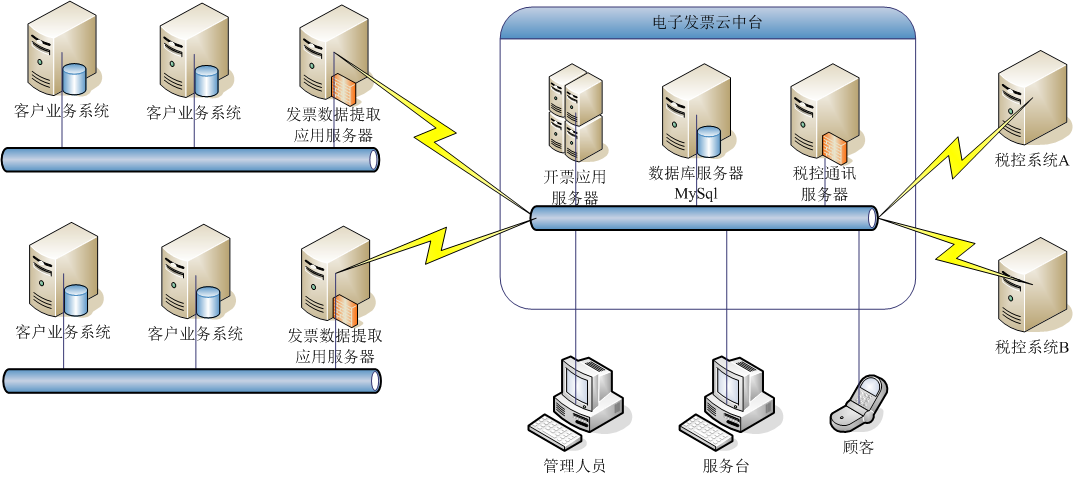 电子发票云中台
客户业务系统
客户业务系统
发票数据提取
应用服务器
开票应用
服务器
数据库服务器
MySql
税控通讯
服务器
税控系统A
客户业务系统
客户业务系统
发票数据提取
应用服务器
税控系统B
管理人员
服务台
顾客